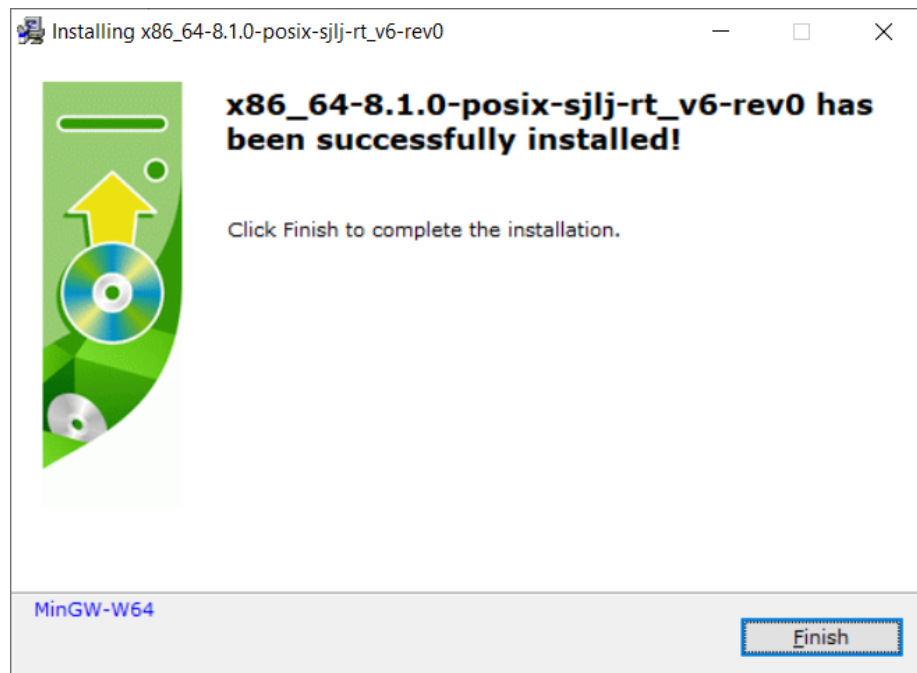 Installing x86_64-8.1.0-posix-sjlj-rt_v6-rev0
x86_64-8.1.0-posix-sjlj-rt_v6-rev0 has
been successfully installed!
Click Finish to complete the installation.
MinGW-W64
Finish